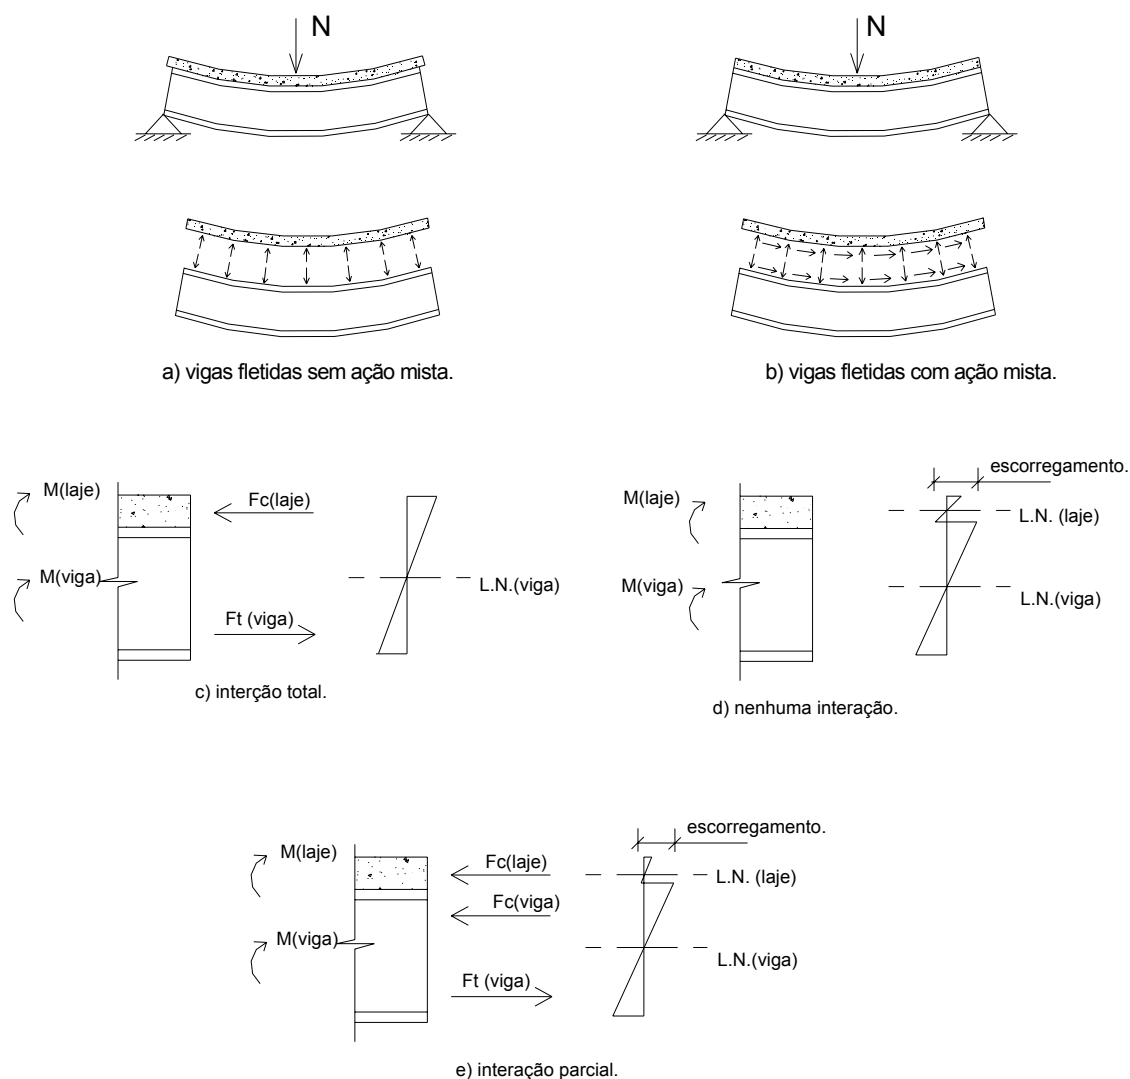 N
N
a) vigas fletidas sem ação mista.
b) vigas fletidas com ação mista.
M(laje)
Fc(laje)
M(viga)
L.N.(viga)
Ft (viga)
c) interção total.
escorregamento.
M(laje)
L.N. (laje)
M(viga)
L.N.(viga)
d) nenhuma interação.
escorregamento.
M(laje)
Fc(laje)
L.N. (laje)
Fc(viga)
M(viga)
L.N.(viga)
Ft (viga)
e) interação parcial.